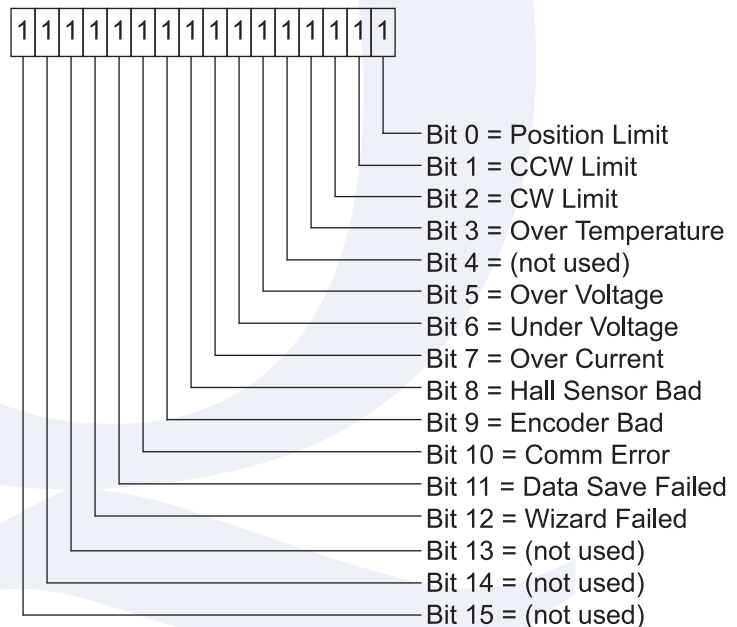 1 1 1 1 1 1 1 1 1 1 1 1 1 1 1 1
Bit 0 = Position Limit
Bit 1 = CCW Limit
Bit 2 = CW Limit
Bit 3 = Over Temperature
Bit 4 = (not used)
Bit 5 = Over Voltage
Bit 6 = Under Voltage
Bit 7 = Over Current
Bit 8 = Hall Sensor Bad
Bit 9 = Encoder Bad
Bit 10 = Comm Error
Bit 11 = Data Save Failed
Bit 12 = Wizard Failed
Bit 13 = (not used)
Bit 14 = (not used)
Bit 15 = (not used)